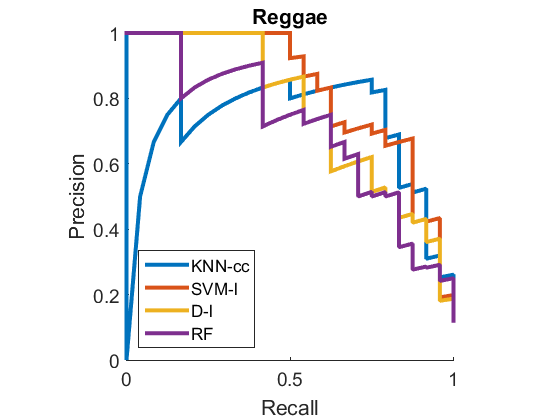 Reggae
Precision
1
0.8
0.6
0.4
0.2
0
KNN-cc
SVM-I
D-I
RF
0
0.5
1
Recall